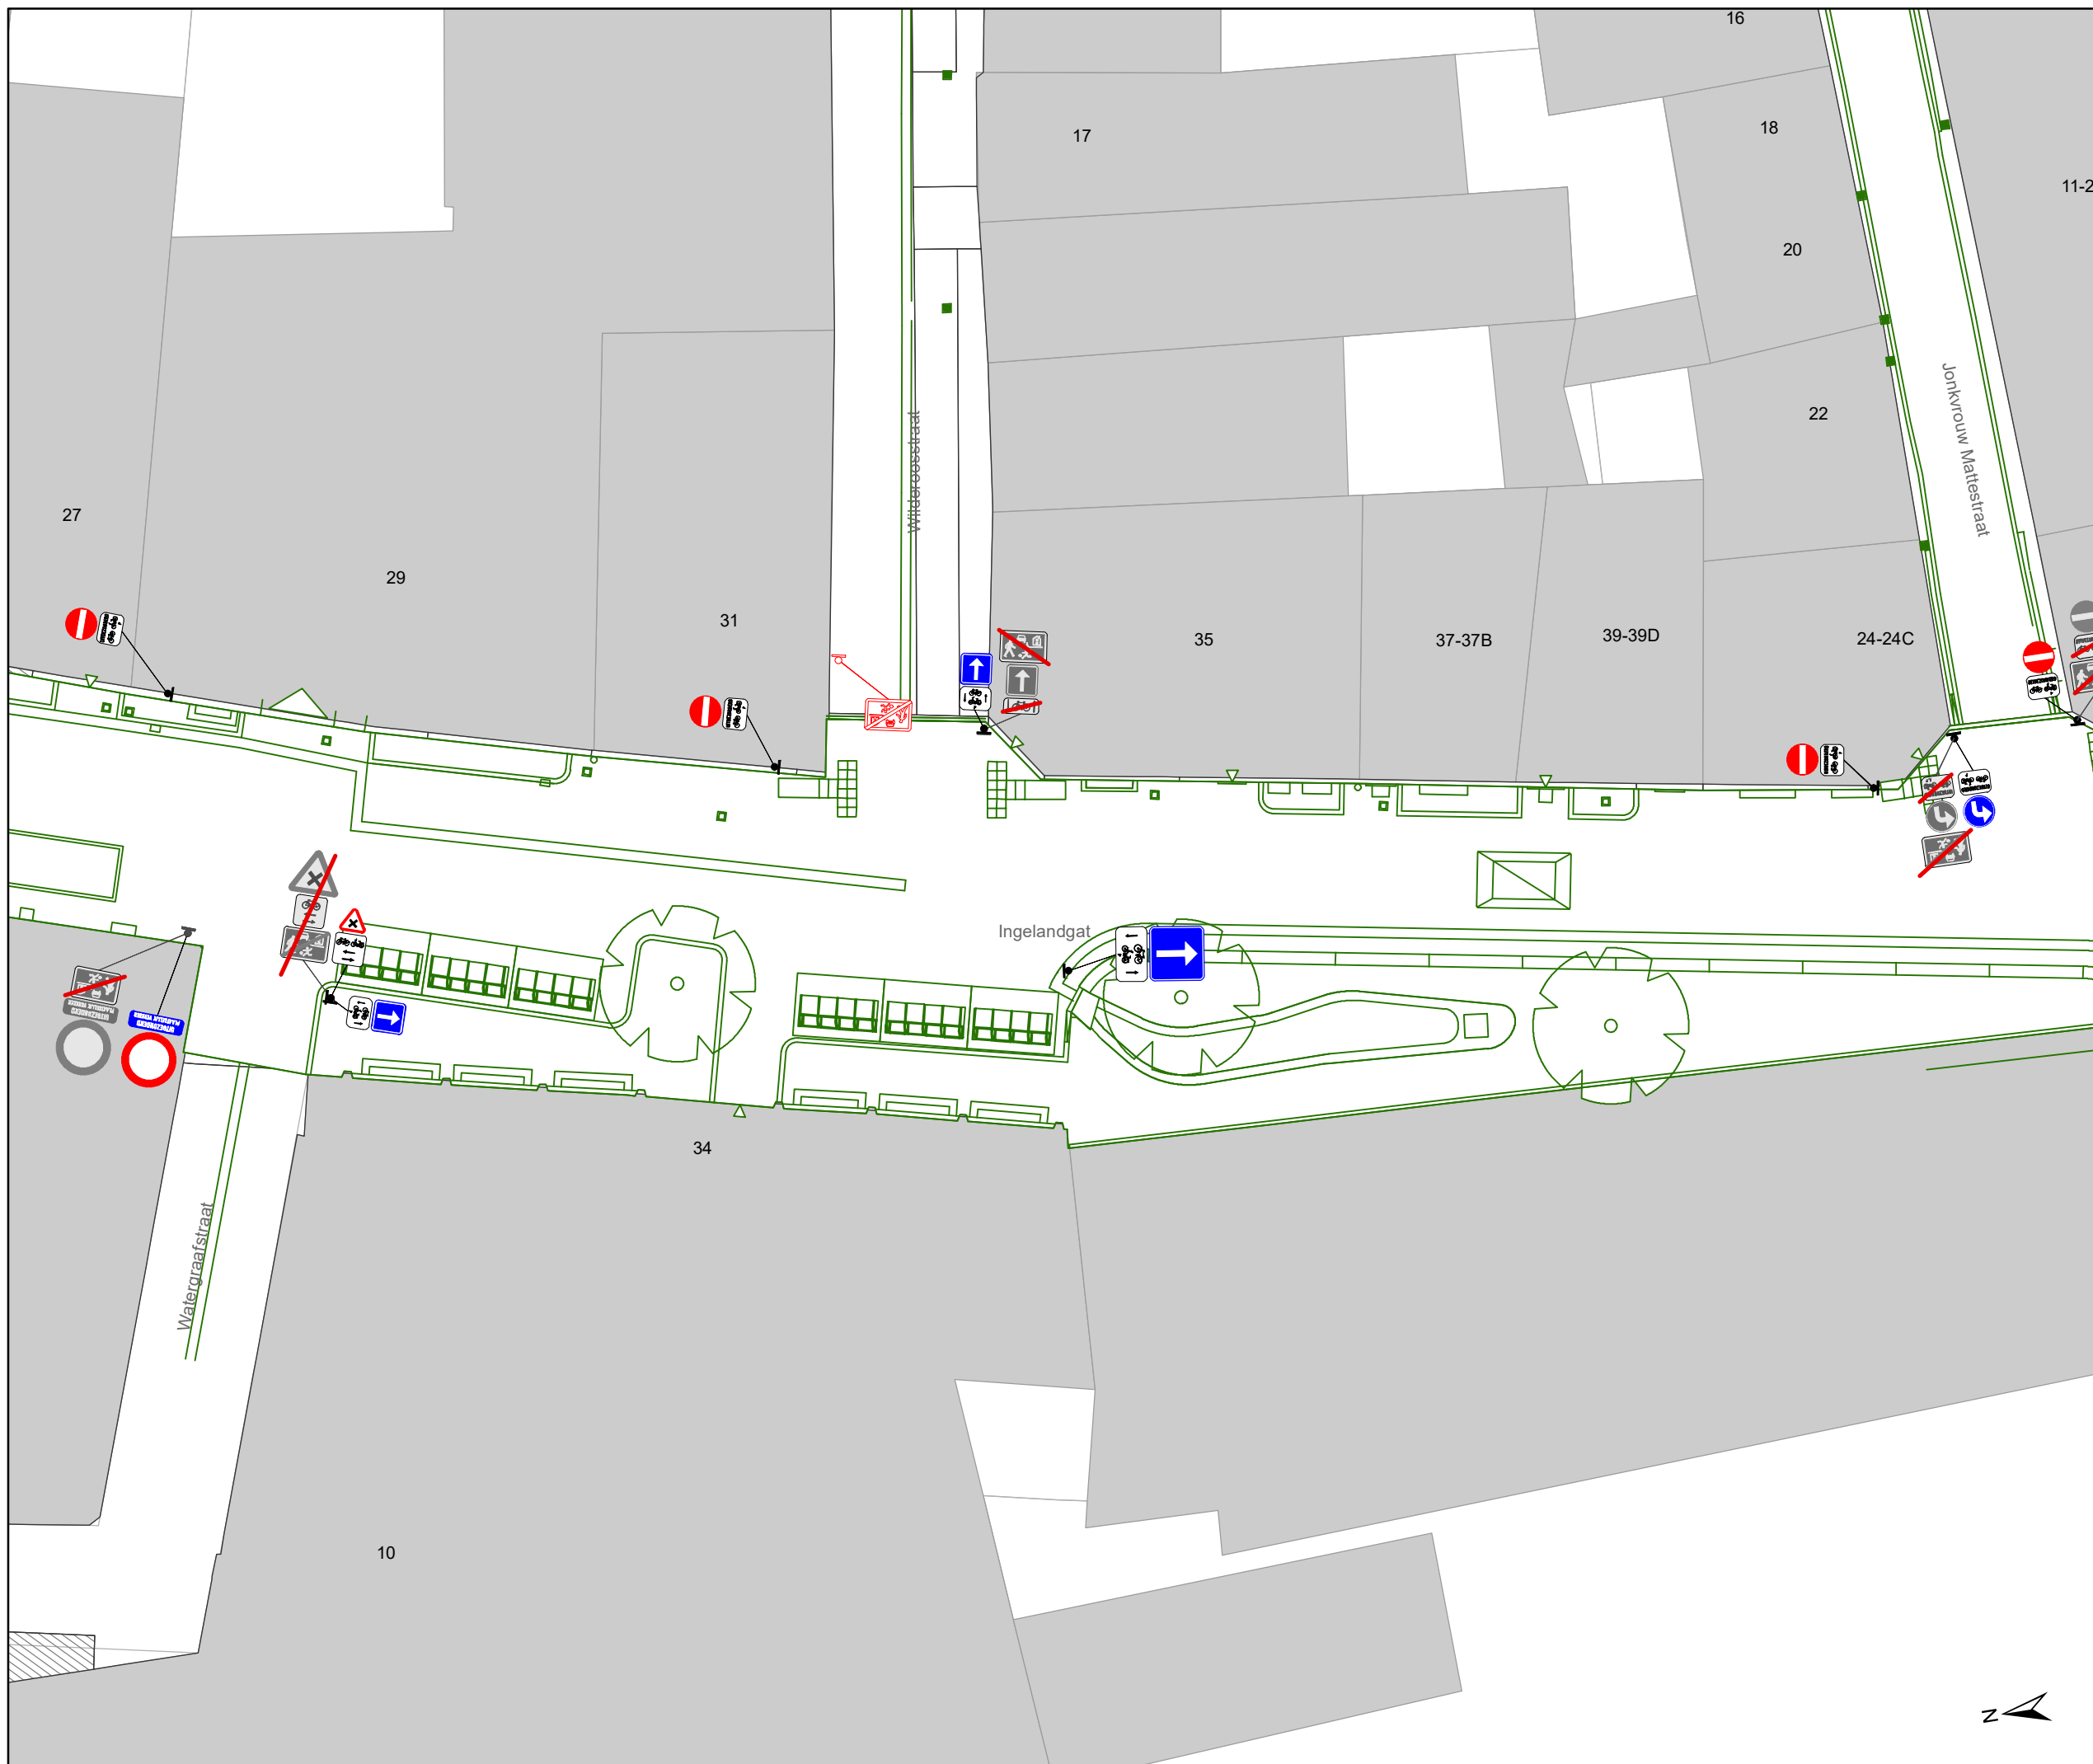 16
17
18
11-2
20
22
Jonkvrouw Mattestraat
Wilderoosstraat
27
29
31
35
37-37B
39-39D
24-24C
Ingelandgat
34
Watergraafstraat
10
N